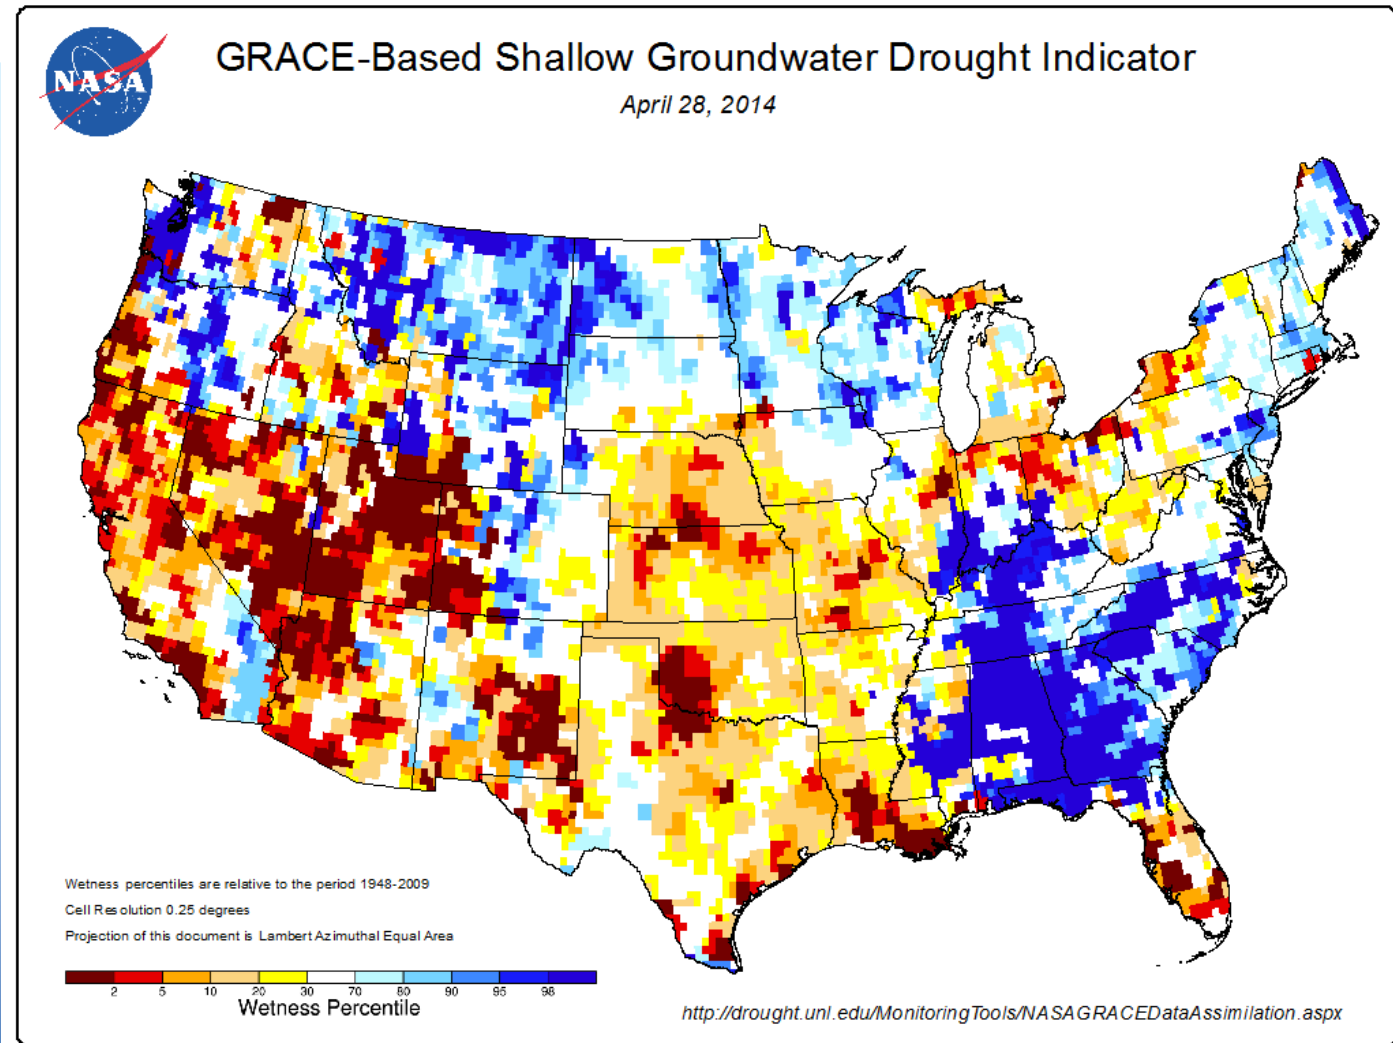 NASA
GRACE-Based Shallow Groundwater Drought Indicator
April 28, 2014
Wetness percentiles are relative to the period 1948-2009
Cell Resolution 0.25 degrees
Projection of this document is Lambert Azimuthal Equal Area
2 5 10 20 30 70 80 90 95 98
Wetness Percentile
http://drought.unl.edu/MonitoringTools/NASAGRACEDataAssimilation.aspx